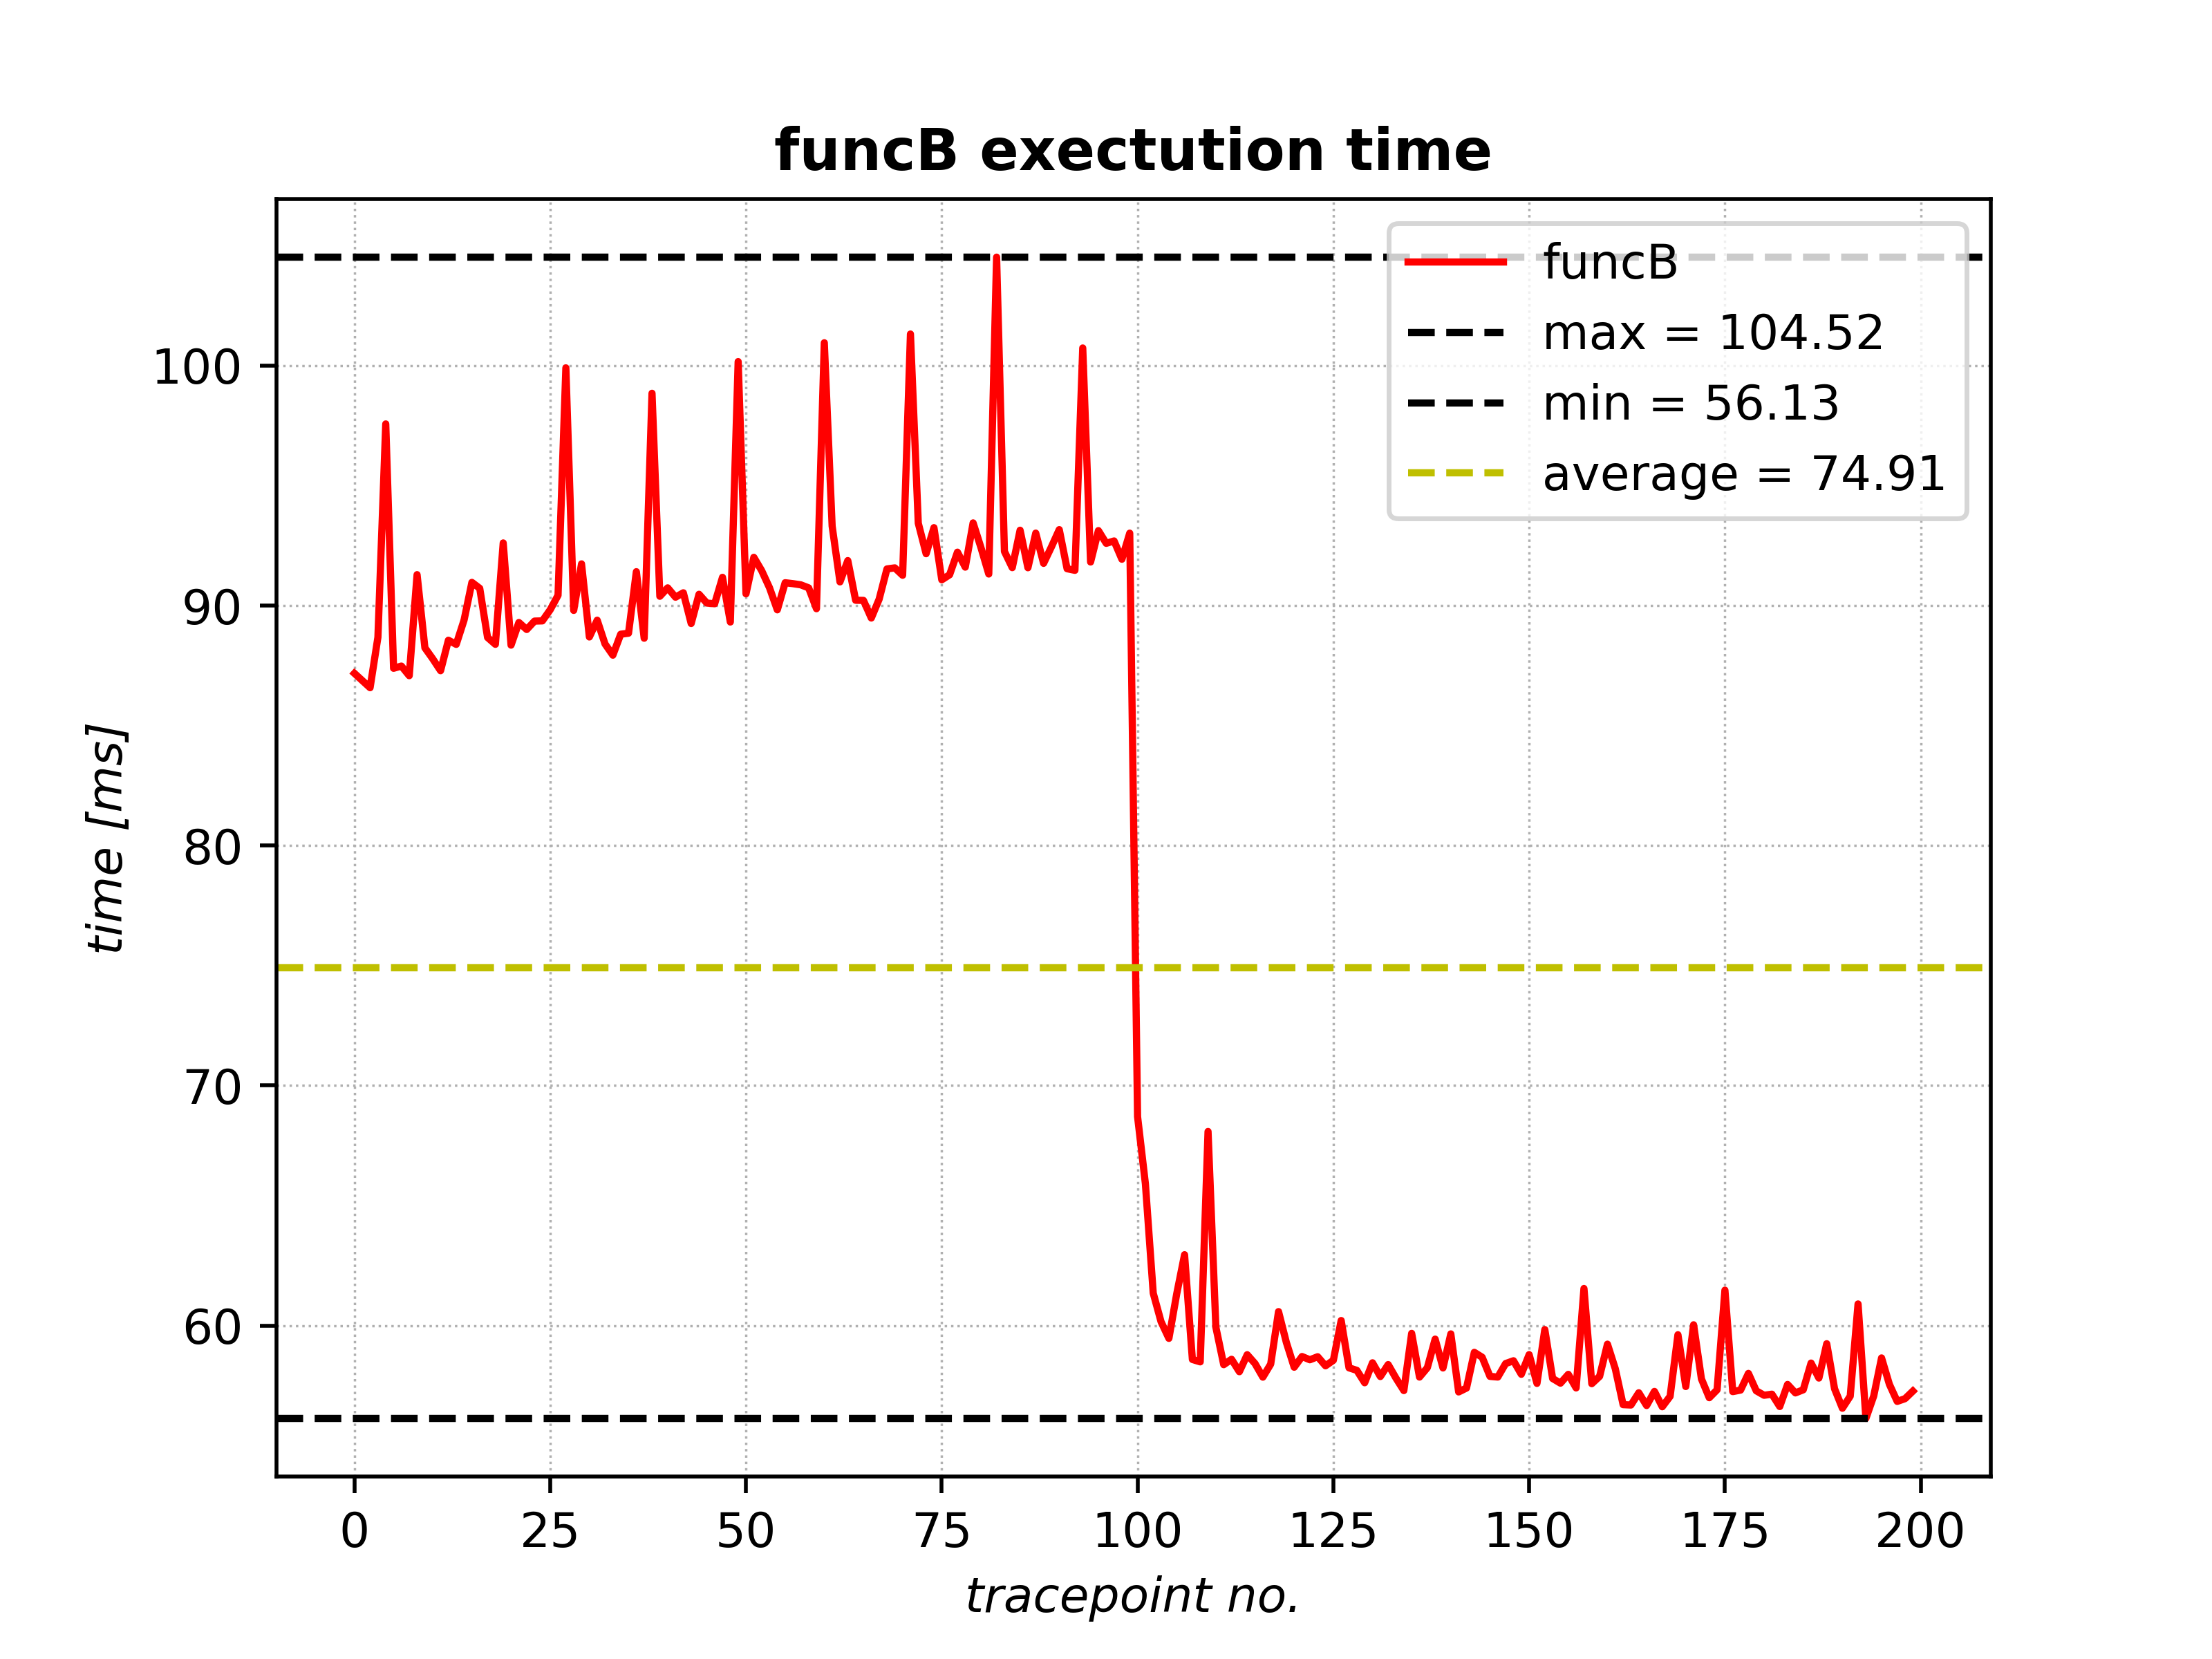 funcB exectution time
funcB
max = 104.52
min = 56.13
average = 74.91
100
90
80
70
60
time [ms]
0 25 50 75 100 125 150 175 200
tracepoint no.